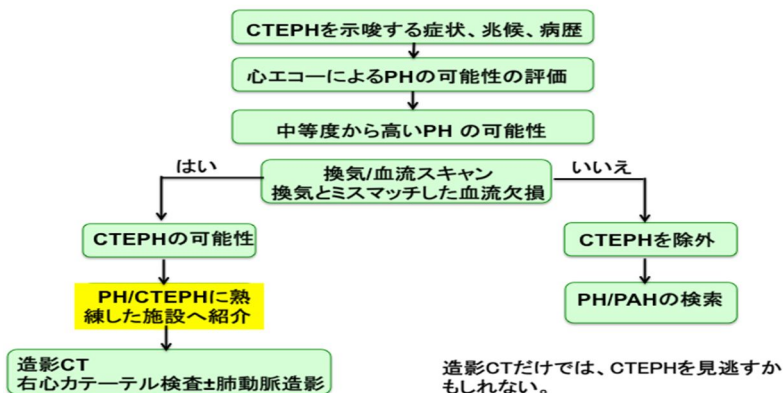 CTEPHを示唆する症状、兆候、病歴
心エコーによるPHの可能性の評価
中等度から高いPH の可能性
はい
換気/血流スキャン
換気とミスマッチした血流欠損
いいえ
CTEPHの可能性
CTEPHを除外
PH/CTEPHに熟
練した施設へ紹介
PH/PAHの検索
造影CT
右心カテーテル検査±肺動脈造影
造影CTだけでは、CTEPHを見逃すか
もしれない。